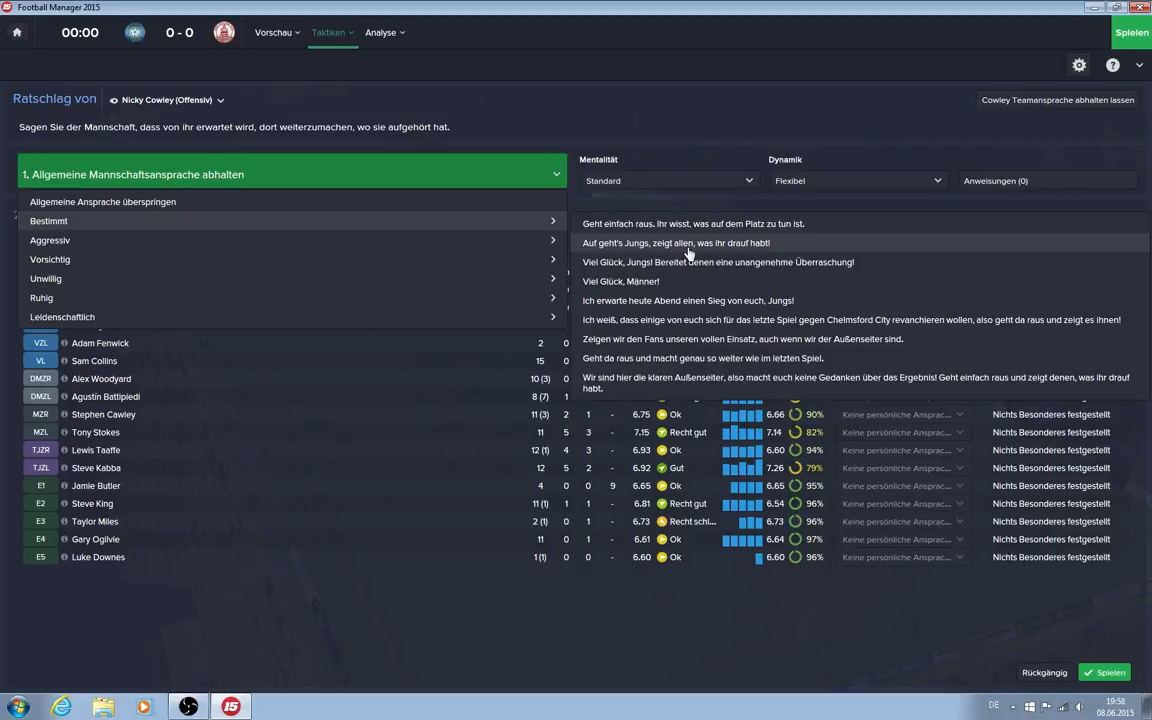 Football Manager 2015
00:00 0 - 0 Vorschau Taktiken Analyse Spielen
Ratschlag von Nicky Cowley (Offensiv) Cowley Teamansprache abhalten lassen
Sagen Sie der Mannschaft, dass von ihr erwartet wird, dort weiterzumachen, wo sie aufgehört hat.
Mentalität Dynamik
1. Allgemeine Mannschaftsansprache abhalten Standard Flexibel Anweisungen (0)
Allgemeine Ansprache überspringen
Bestimmt
Aggressiv
Vorsichtig
Unwillig
Ruhig
Leidenschaftlich
Geht einfach raus. Ihr wisst, was auf dem Platz zu tun ist.
Auf geht's Jungs, zeigt allen, was ihr drauf habt!
Viel Glück, Jungs! Bereitet denen eine unangenehme Überraschung!
Viel Glück, Männer!
Ich erwarte heute Abend einen Sieg von euch, Jungs!
Ich weiß, dass einige von euch sich für das letzte Spiel gegen Chelmsford City revanchieren wollen, also geht da raus und zeigt es ihnen!
Zeigen wir den Fans unseren vollen Einsatz, auch wenn wir der Außenseiter sind.
Geht da raus und macht genau so weiter wie im letzten Spiel.
Wir sind hier die klaren Außenseiter, also macht euch keine Gedanken über das Ergebnis! Geht einfach raus und zeigt denen, was ihr drauf
habt.
VZL Adam Fenwick 2 0
VL Sam Collins 15
DMZR Alex Woodyard 10 (3) 0
DMZL Agustín Battipiedi 8 (7) 1
MZR Stephen Cawley 11 (3) 2 1 - 6.75 Ok 6.66 90% Keine persönliche Ansprac... Nichts Besonderes festgestellt
MZL Tony Stokes 11 5 3 - 7.15 Recht gut 7.14 82% Keine persönliche Ansprac... Nichts Besonderes festgestellt
TJZR Lewis Taaffe 12 (1) 4 3 - 6.93 Ok 6.60 94% Keine persönliche Ansprac... Nichts Besonderes festgestellt
TJZL Steve Kabba 12 5 2 - 6.92 Gut 7.26 79% Keine persönliche Ansprac... Nichts Besonderes festgestellt
E1 Jamie Butler 4 0 0 9 6.65 Ok 6.65 95% Keine persönliche Ansprac... Nichts Besonderes festgestellt
E2 Steve King 11 (1) 1 1 - 6.81 Recht gut 6.54 96% Keine persönliche Ansprac... Nichts Besonderes festgestellt
E3 Taylor Miles 2 (1) 0 1 - 6.73 Recht schl... 6.73 96% Keine persönliche Ansprac... Nichts Besonderes festgestellt
E4 Gary Ogilvie 11 0 1 - 6.61 Ok 6.64 97% Keine persönliche Ansprac... Nichts Besonderes festgestellt
E5 Luke Downes 1 (1) 0 0 - 6.60 Ok 6.60 96% Keine persönliche Ansprac... Nichts Besonderes festgestellt
Rückgängig Spielen
DE 19:58
08.06.2015